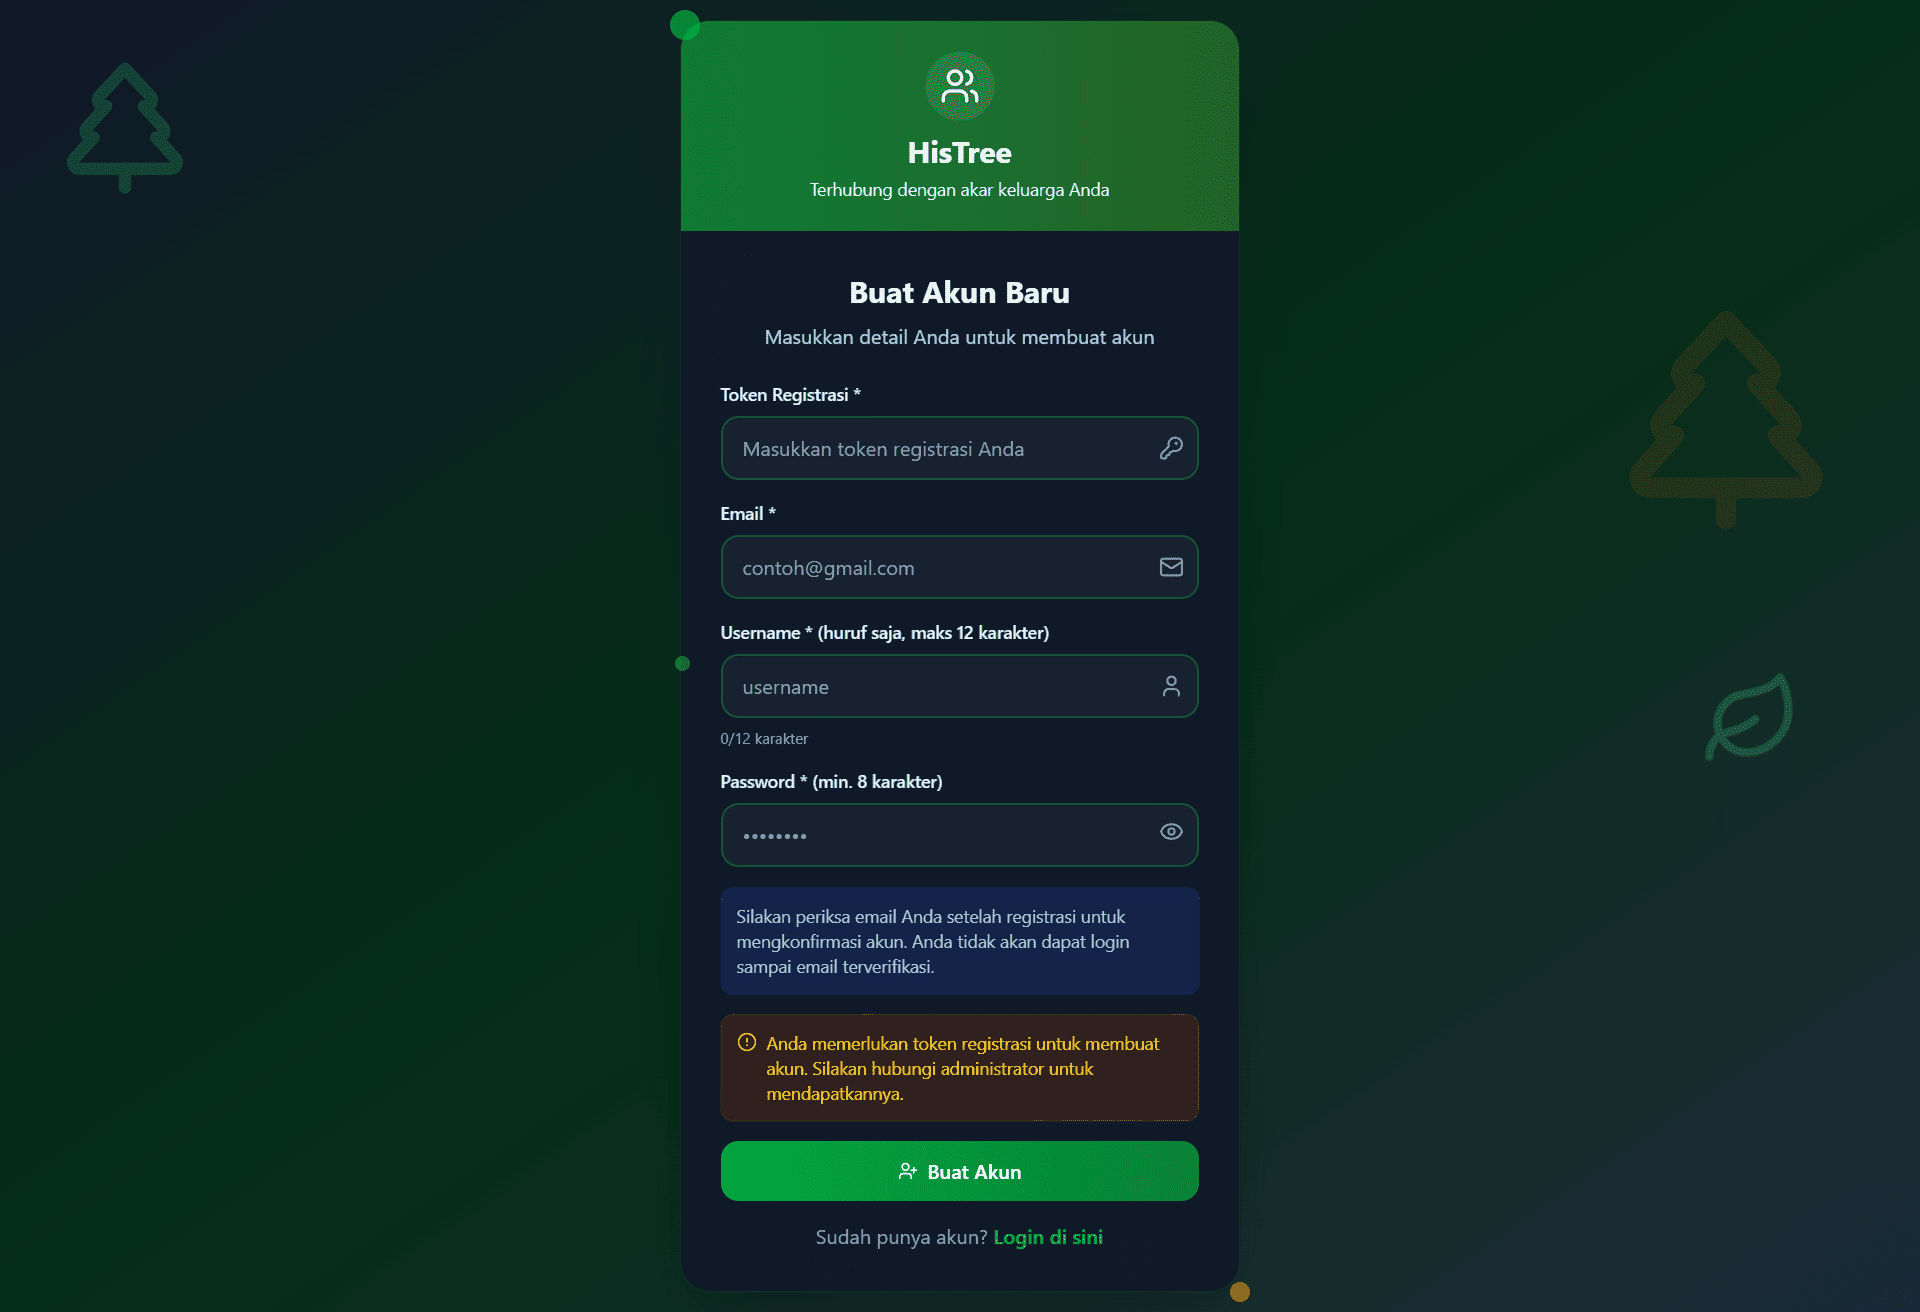 HisTree
Terhubung dengan akar keluarga Anda
Buat Akun Baru
Masukkan detail Anda untuk membuat akun
Token Registrasi *
Masukkan token registrasi Anda
Email *
contoh@gmail.com
Username * (huruf saja, maks 12 karakter)
username
0/12 karakter
Password * (min. 8 karakter)
••••••••
Silakan periksa email Anda setelah registrasi untuk
mengkonfirmasi akun. Anda tidak akan dapat login
sampai email terverifikasi.
Anda memerlukan token registrasi untuk membuat
akun. Silakan hubungi administrator untuk
mendapatkannya.
Buat Akun
Sudah punya akun? Login di sini